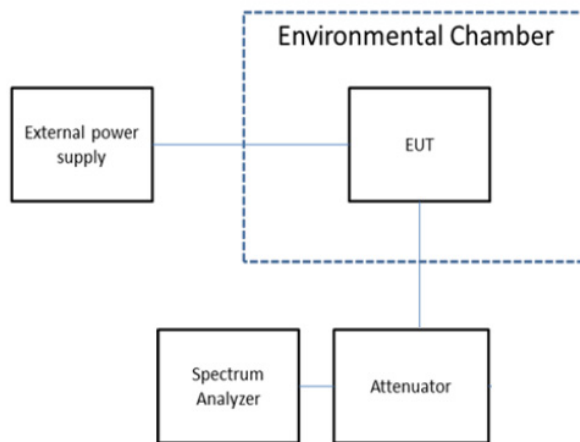 Environmental Chamber
External power
supply
EUT
Spectrum
Analyzer
Attenuator